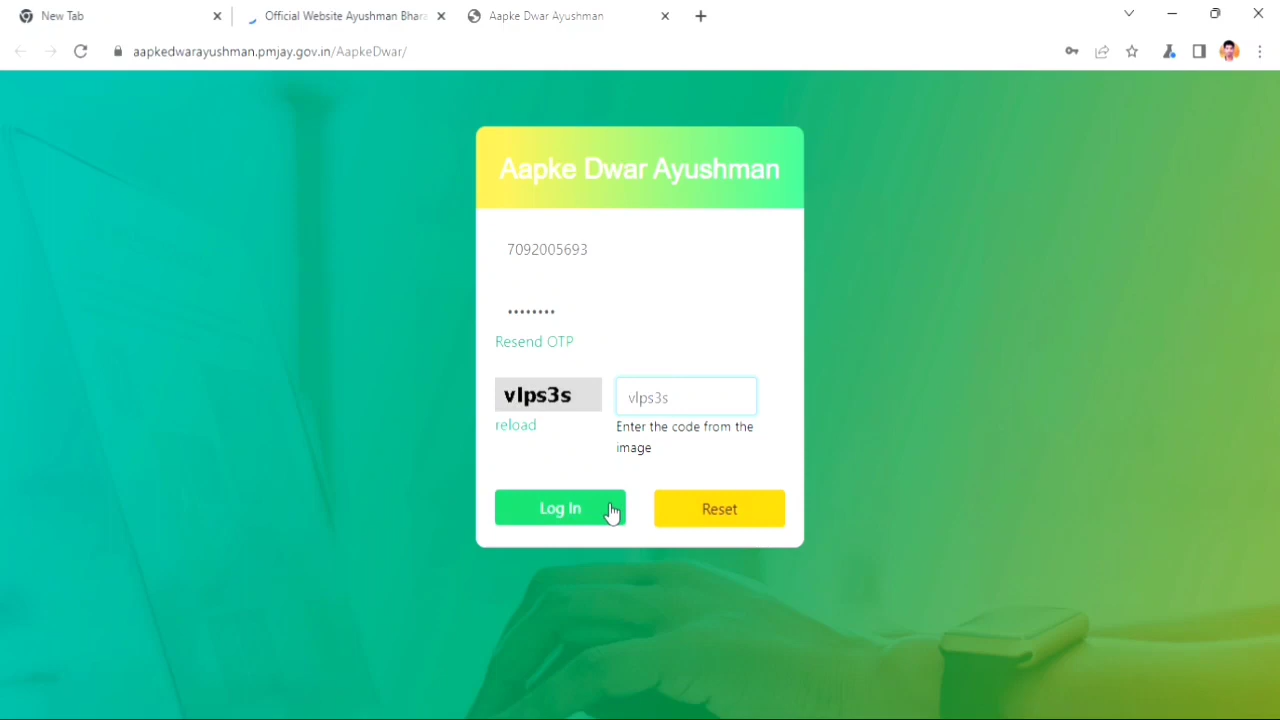 New Tab
Official Website Ayushman Bhara
Aapke Dwar Ayushman
aapkedwarayushman.pmjay.gov.in/AapkeDwar/
Aapke Dwar Ayushman
7092005693
••••••••
Resend OTP
vlps3s
vlps3s
reload
Enter the code from the
image
Log In
Reset